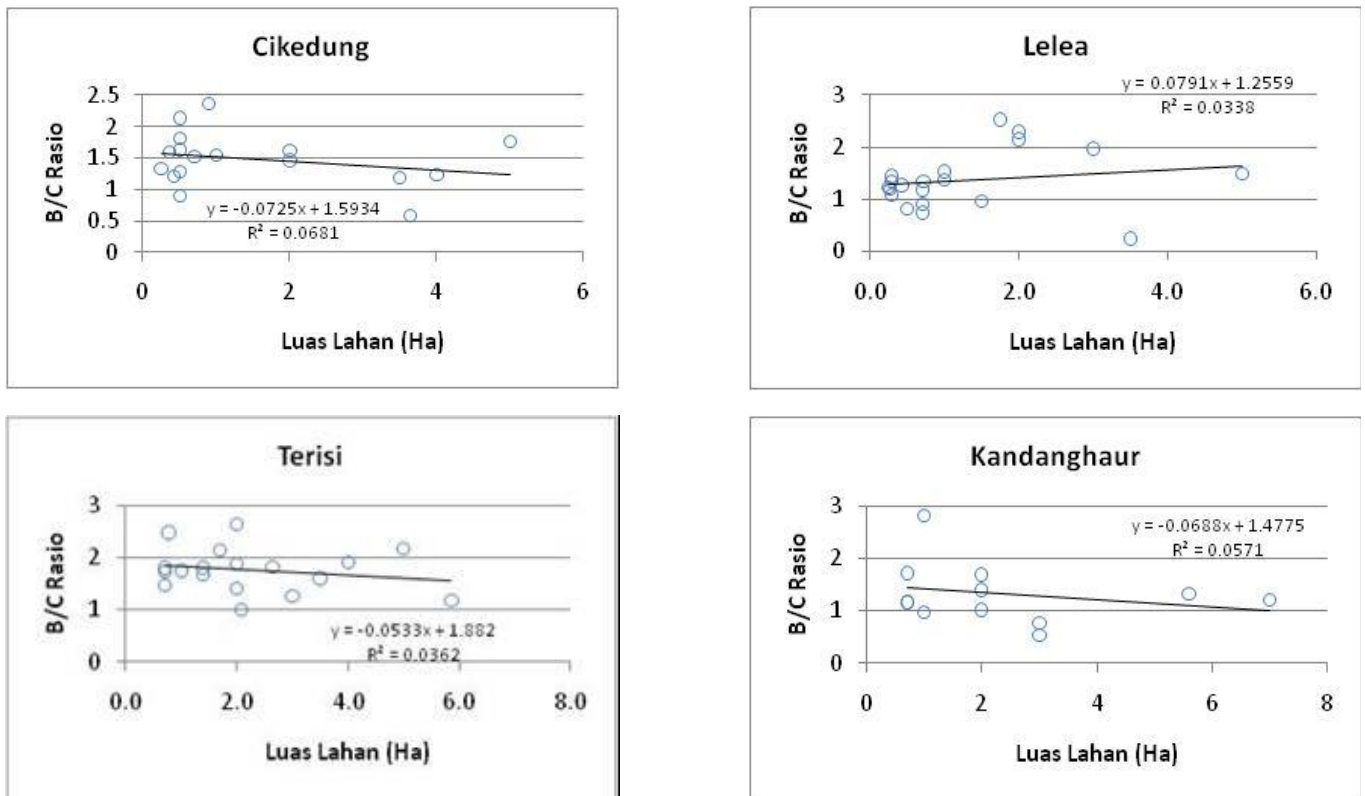 Cikedung
B/C Rasio
2.5
2
1.5
1
0.5
0
y = -0.0725x + 1.5934
R² = 0.0681
0 2 4 6
Luas Lahan (Ha)
Lelea
B/C Rasio
3
2
1
0
y = 0.0791x + 1.2559
R² = 0.0338
0.0 2.0 4.0 6.0
Luas Lahan (Ha)
Terisi
B/C Rasio
3
2
1
0
y = -0.0533x + 1.882
R² = 0.0362
0.0 2.0 4.0 6.0 8.0
Luas Lahan (Ha)
Kandanghaur
B/C Rasio
3
2
1
0
y = -0.0688x + 1.4775
R² = 0.0571
0 2 4 6 8
Luas Lahan (Ha)